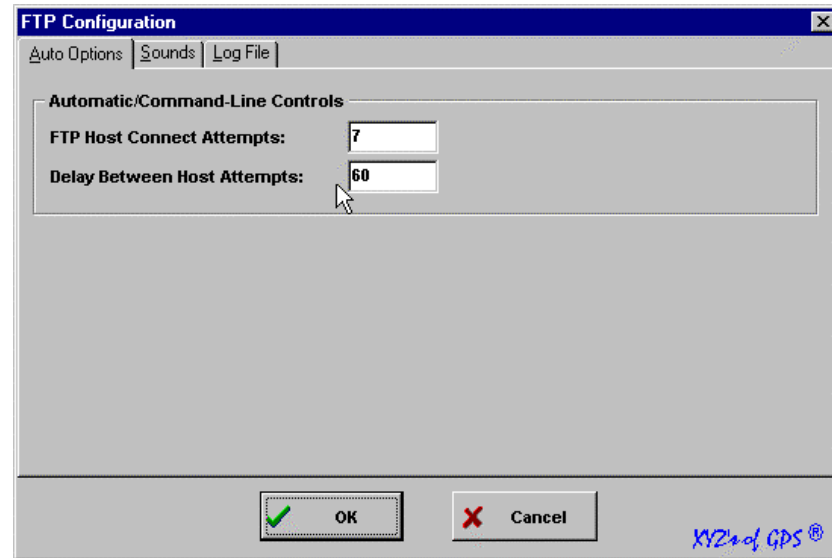 FTP Configuration
Auto Options Sounds Log File
Automatic/Command-Line Controls
FTP Host Connect Attempts: 7
Delay Between Host Attempts: 60
OK Cancel
XYZ's of GPS ®